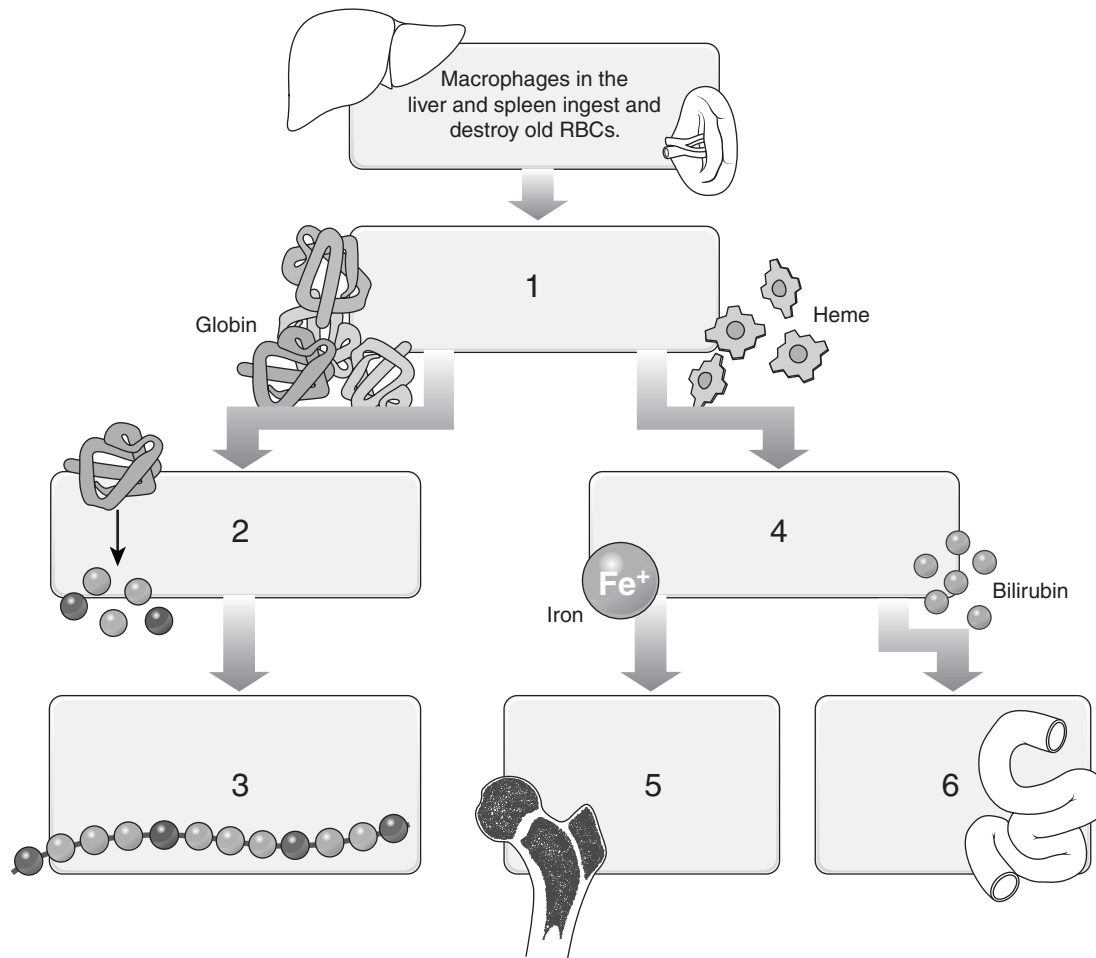 Macrophages in the
liver and spleen ingest and
destroy old RBCs.
1
Globin
Heme
2
4
Fe+
Iron
Bilirubin
3
5
6